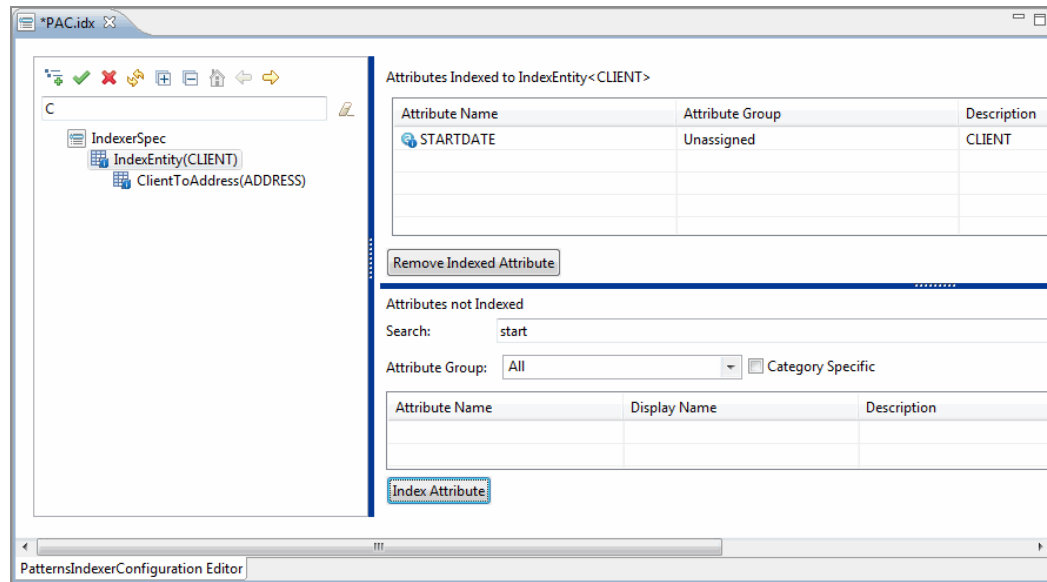 *PAC.idx
C
IndexerSpec
IndexEntity(CLIENT)
ClientToAddress(ADDRESS)
Attributes Indexed to IndexEntity<CLIENT>
Attribute Name Attribute Group Description
STARTDATE Unassigned CLIENT
Remove Indexed Attribute
Attributes not Indexed
Search: start
Attribute Group: All Category Specific
Attribute Name Display Name Description
Index Attribute
PatternsIndexerConfiguration Editor